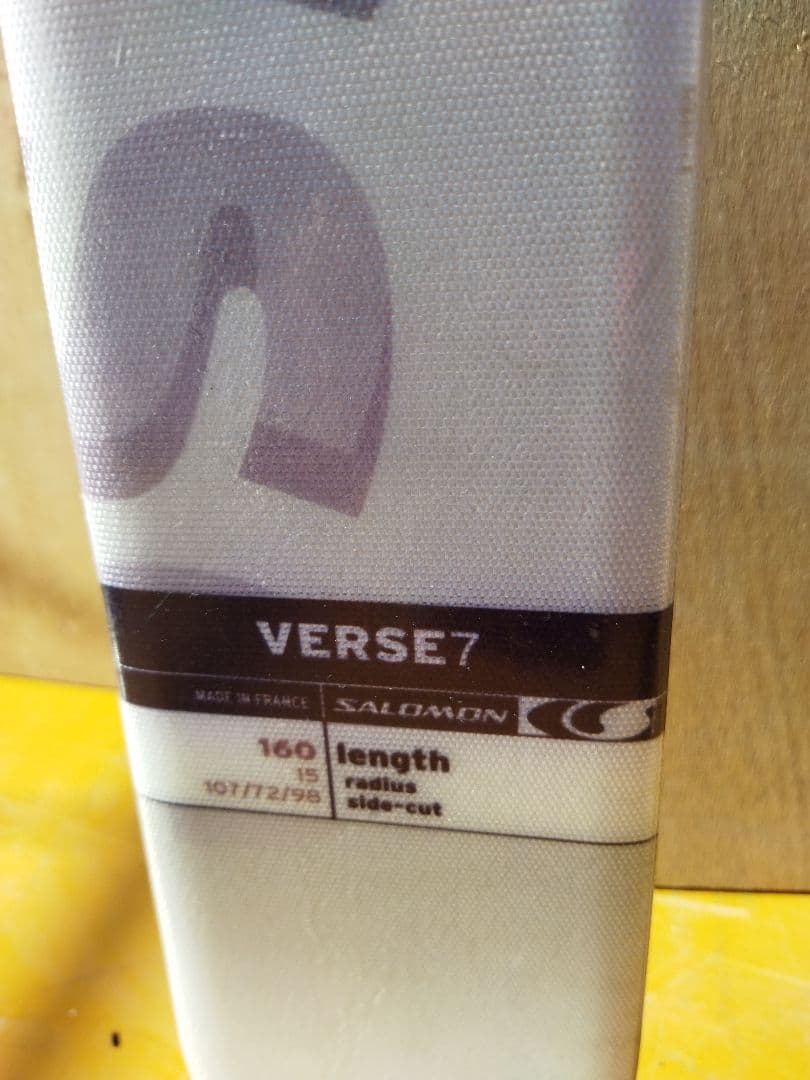 VERSE7
MADE IN FRANCE SALOMON
160 length
15 radius
107/72/98 side-cut